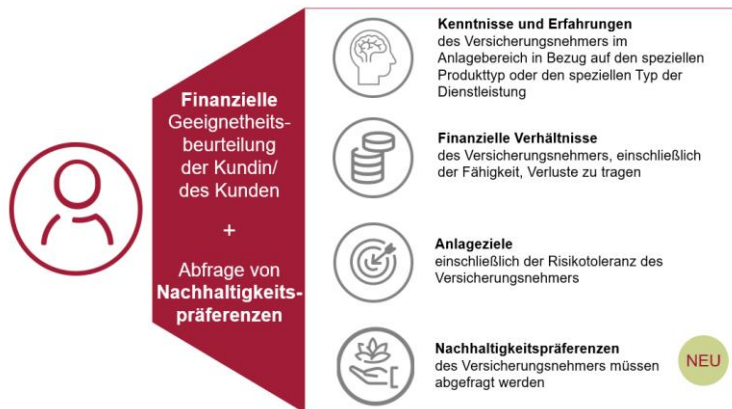 Finanzielle
Geeignetheits-
beurteilung
der Kundin/
des Kunden
+
Abfrage von
Nachhaltigkeits-
präferenzen
Kenntnisse und Erfahrungen
des Versicherungsnehmers im
Anlagebereich in Bezug auf den speziellen
Produkttyp oder den speziellen Typ der
Dienstleistung
Finanzielle Verhältnisse
des Versicherungsnehmers, einschließlich
der Fähigkeit, Verluste zu tragen
Anlageziele
einschließlich der Risikotoleranz des
Versicherungsnehmers
Nachhaltigkeitspräferenzen
des Versicherungsnehmers müssen
abgefragt werden
NEU